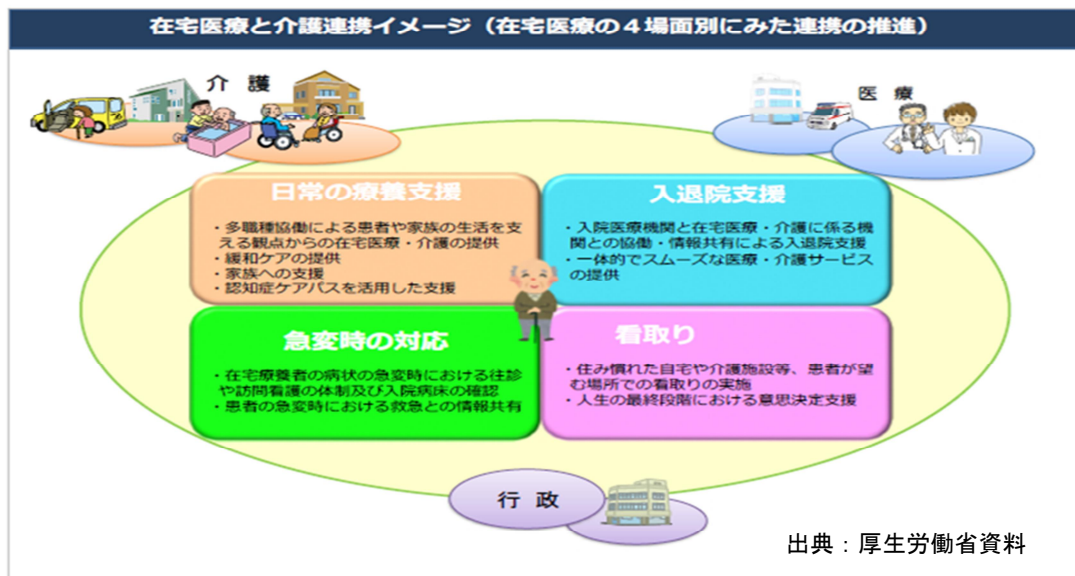 在宅医療と介護連携イメージ（在宅医療の４場面別にみた連携の推進）
介 護
医 療
日常の療養支援
・多職種協働による患者や家族の生活を支
える観点からの在宅医療・介護の提供
・緩和ケアの提供
・家族への支援
・認知症ケアパスを活用した支援
入退院支援
・入院医療機関と在宅医療・介護に係る機
関との協働・情報共有による入退院支援
・一体的でスムーズな医療・介護サービス
の提供
急変時の対応
・在宅療養者の病状の急変時における往診
や訪問看護の体制及び入院病床の確認
・患者の急変時における救急との情報共有
看取り
・住み慣れた自宅や介護施設等、患者が望
む場所での看取りの実施
・人生の最終段階における意思決定支援
行 政
出典：厚生労働省資料